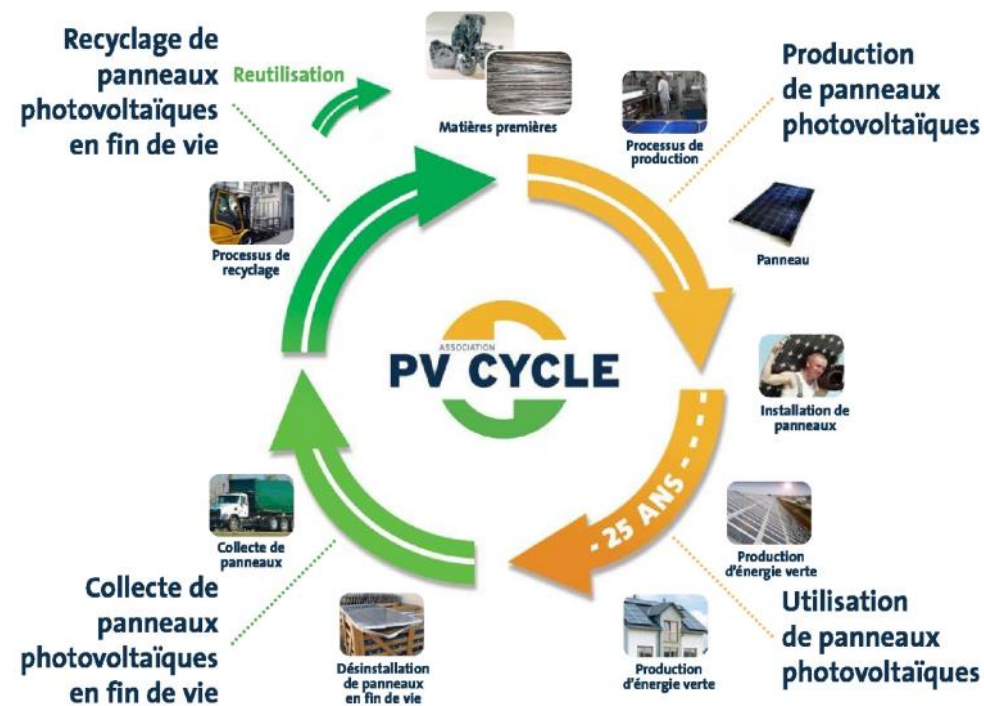 Recyclage de
panneaux
photovoltaïques
en fin de vie
Reutilisation
Matières premières
Processus de
production
Production
de panneaux
photovoltaïques
Panneau
Installation de
panneaux
- 25 ANS -
Production
d'énergie verte
Utilisation
de panneaux
photovoltaïques
Production
d'énergie verte
Désinstallation
de panneaux
en fin de vie
Collecte de
panneaux
photovoltaïques
en fin de vie
Collecte de
panneaux
Processus de
recyclage
ASSOCIATION
PV CYCLE